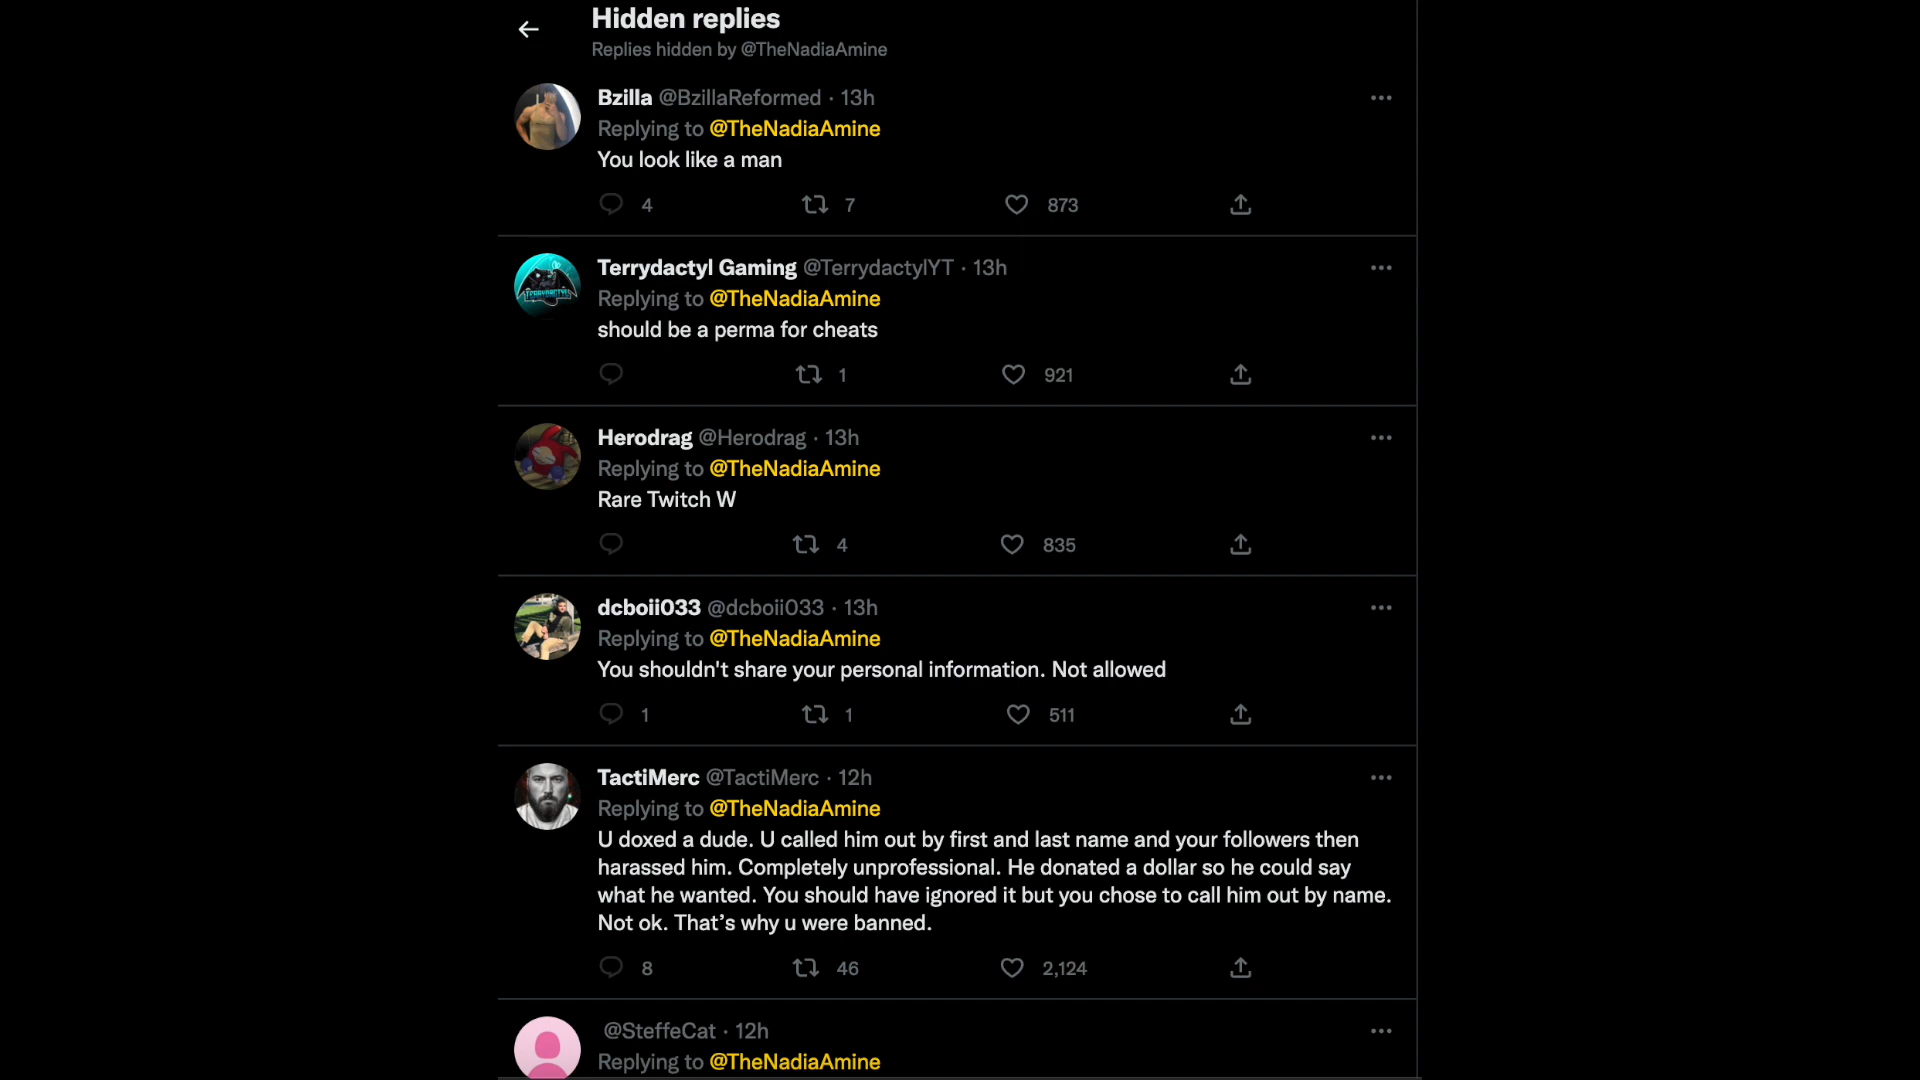 Hidden replies
Replies hidden by @TheNadiaAmine
Bzilla @BzillaReformed · 13h
Replying to @TheNadiaAmine
You look like a man
4 7 873
Terrydactyl Gaming @TerrydactylYT · 13h
Replying to @TheNadiaAmine
should be a perma for cheats
1 921
TERRYDACTYL
Herodrag @Herodrag · 13h
Replying to @TheNadiaAmine
Rare Twitch W
4 835
dcboii033 @dcboii033 · 13h
Replying to @TheNadiaAmine
You shouldn't share your personal information. Not allowed
1 1 511
TactiMerc @TactiMerc · 12h
Replying to @TheNadiaAmine
U doxed a dude. U called him out by first and last name and your followers then
harassed him. Completely unprofessional. He donated a dollar so he could say
what he wanted. You should have ignored it but you chose to call him out by name.
Not ok. That’s why u were banned.
8 46 2,124
@SteffeCat · 12h
Replying to @TheNadiaAmine